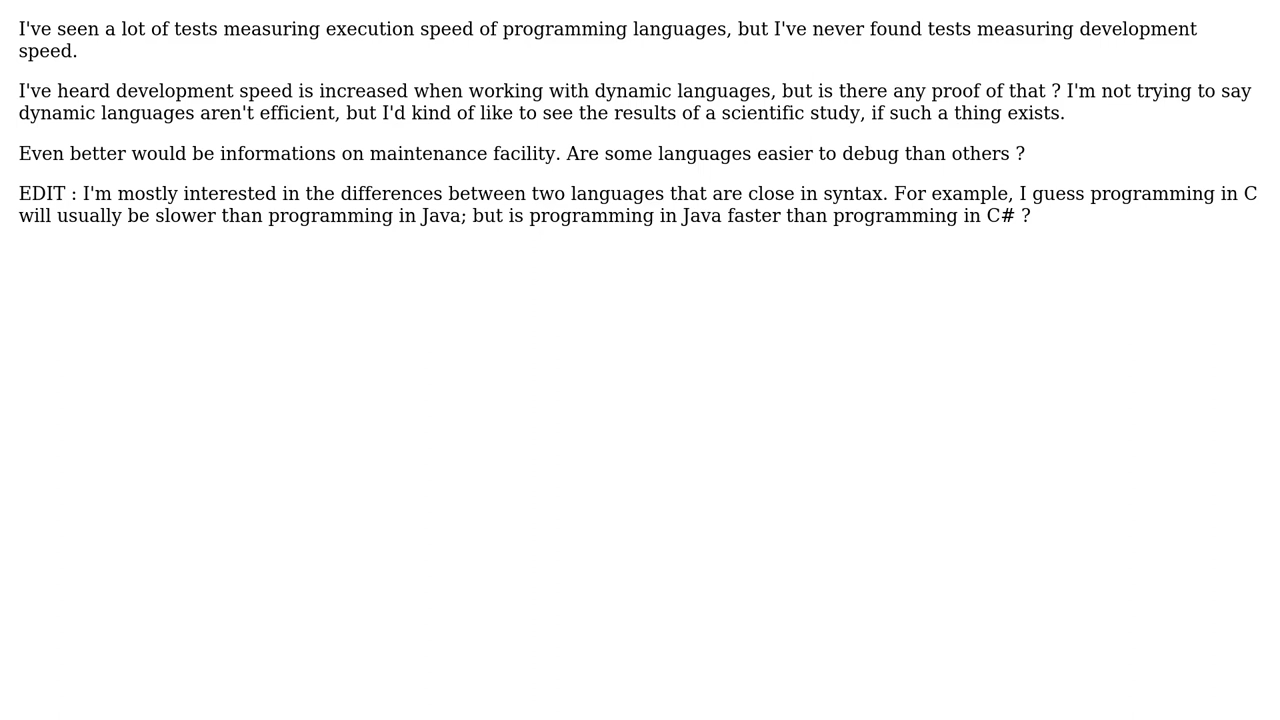 I've seen a lot of tests measuring execution speed of programming languages, but I've never found tests measuring development
speed.
I've heard development speed is increased when working with dynamic languages, but is there any proof of that ? I'm not trying to say
dynamic languages aren't efficient, but I'd kind of like to see the results of a scientific study, if such a thing exists.
Even better would be informations on maintenance facility. Are some languages easier to debug than others ?
EDIT : I'm mostly interested in the differences between two languages that are close in syntax. For example, I guess programming in C
will usually be slower than programming in Java; but is programming in Java faster than programming in C# ?